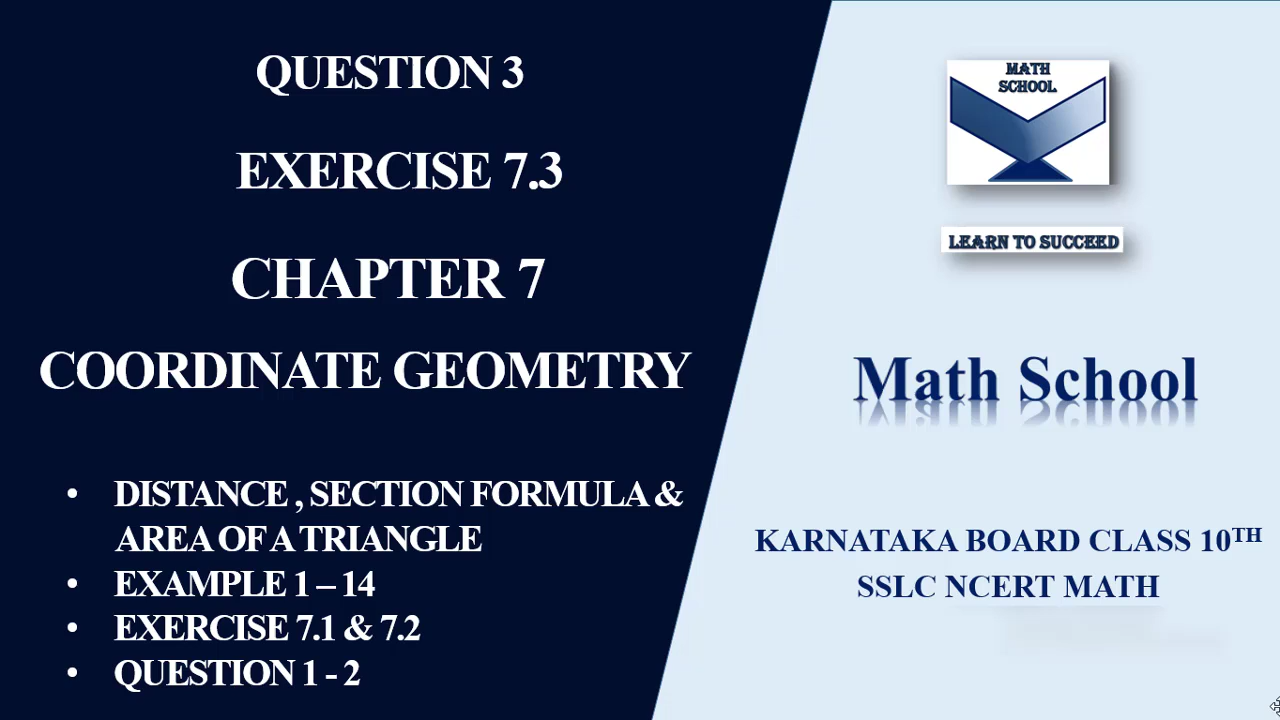 QUESTION 3
EXERCISE 7.3
CHAPTER 7
COORDINATE GEOMETRY
• DISTANCE , SECTION FORMULA &
AREA OF A TRIANGLE
• EXAMPLE 1 – 14
• EXERCISE 7.1 & 7.2
• QUESTION 1 - 2
MATH
SCHOOL
LEARN TO SUCCEED
Math School
KARNATAKA BOARD CLASS 10TH
SSLC NCERT MATH